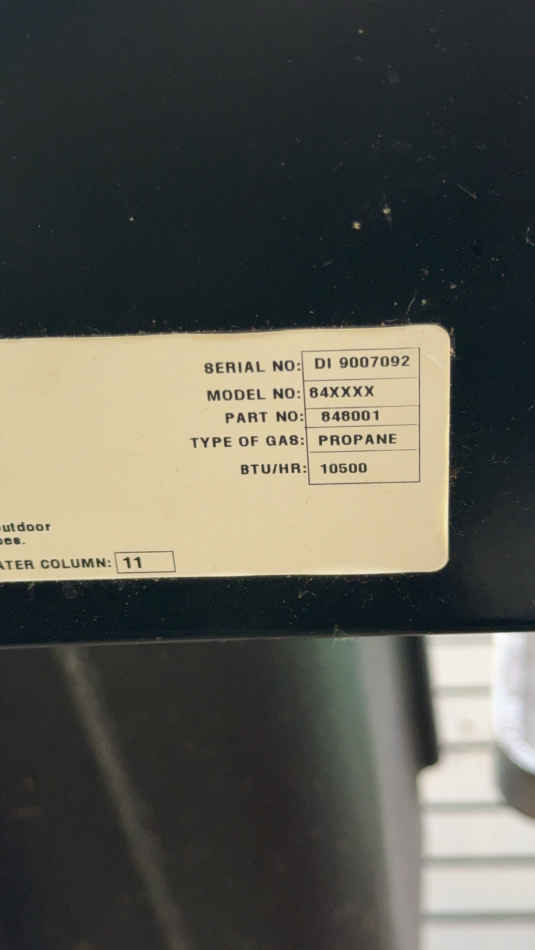 SERIAL NO: DI 9007092
MODEL NO: 84XXXX
PART NO: 848001
TYPE OF GAS: PROPANE
BTU/HR: 10500
utdoor
ATER COLUMN: 11